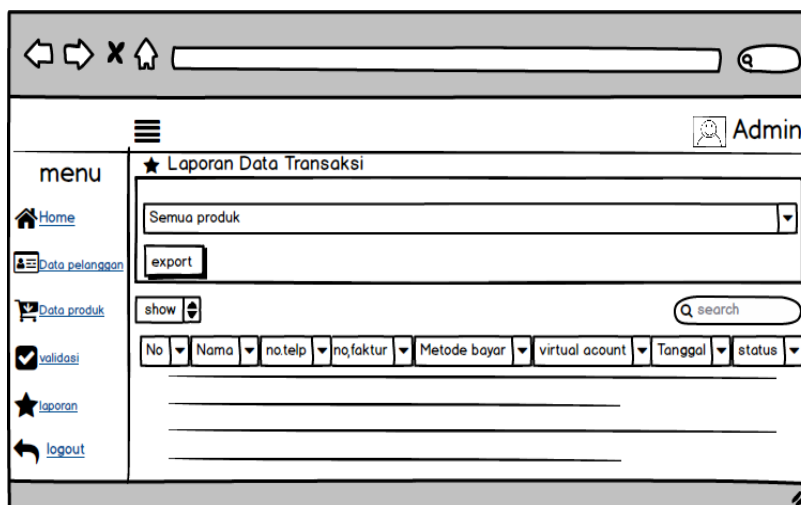 Admin
menu
Laporan Data Transaksi
Home
Semua produk
Data pelanggan
export
Data produk
show
search
No Nama no.telp no,faktur Metode bayar virtual acount Tanggal status
validasi
laporan
logout